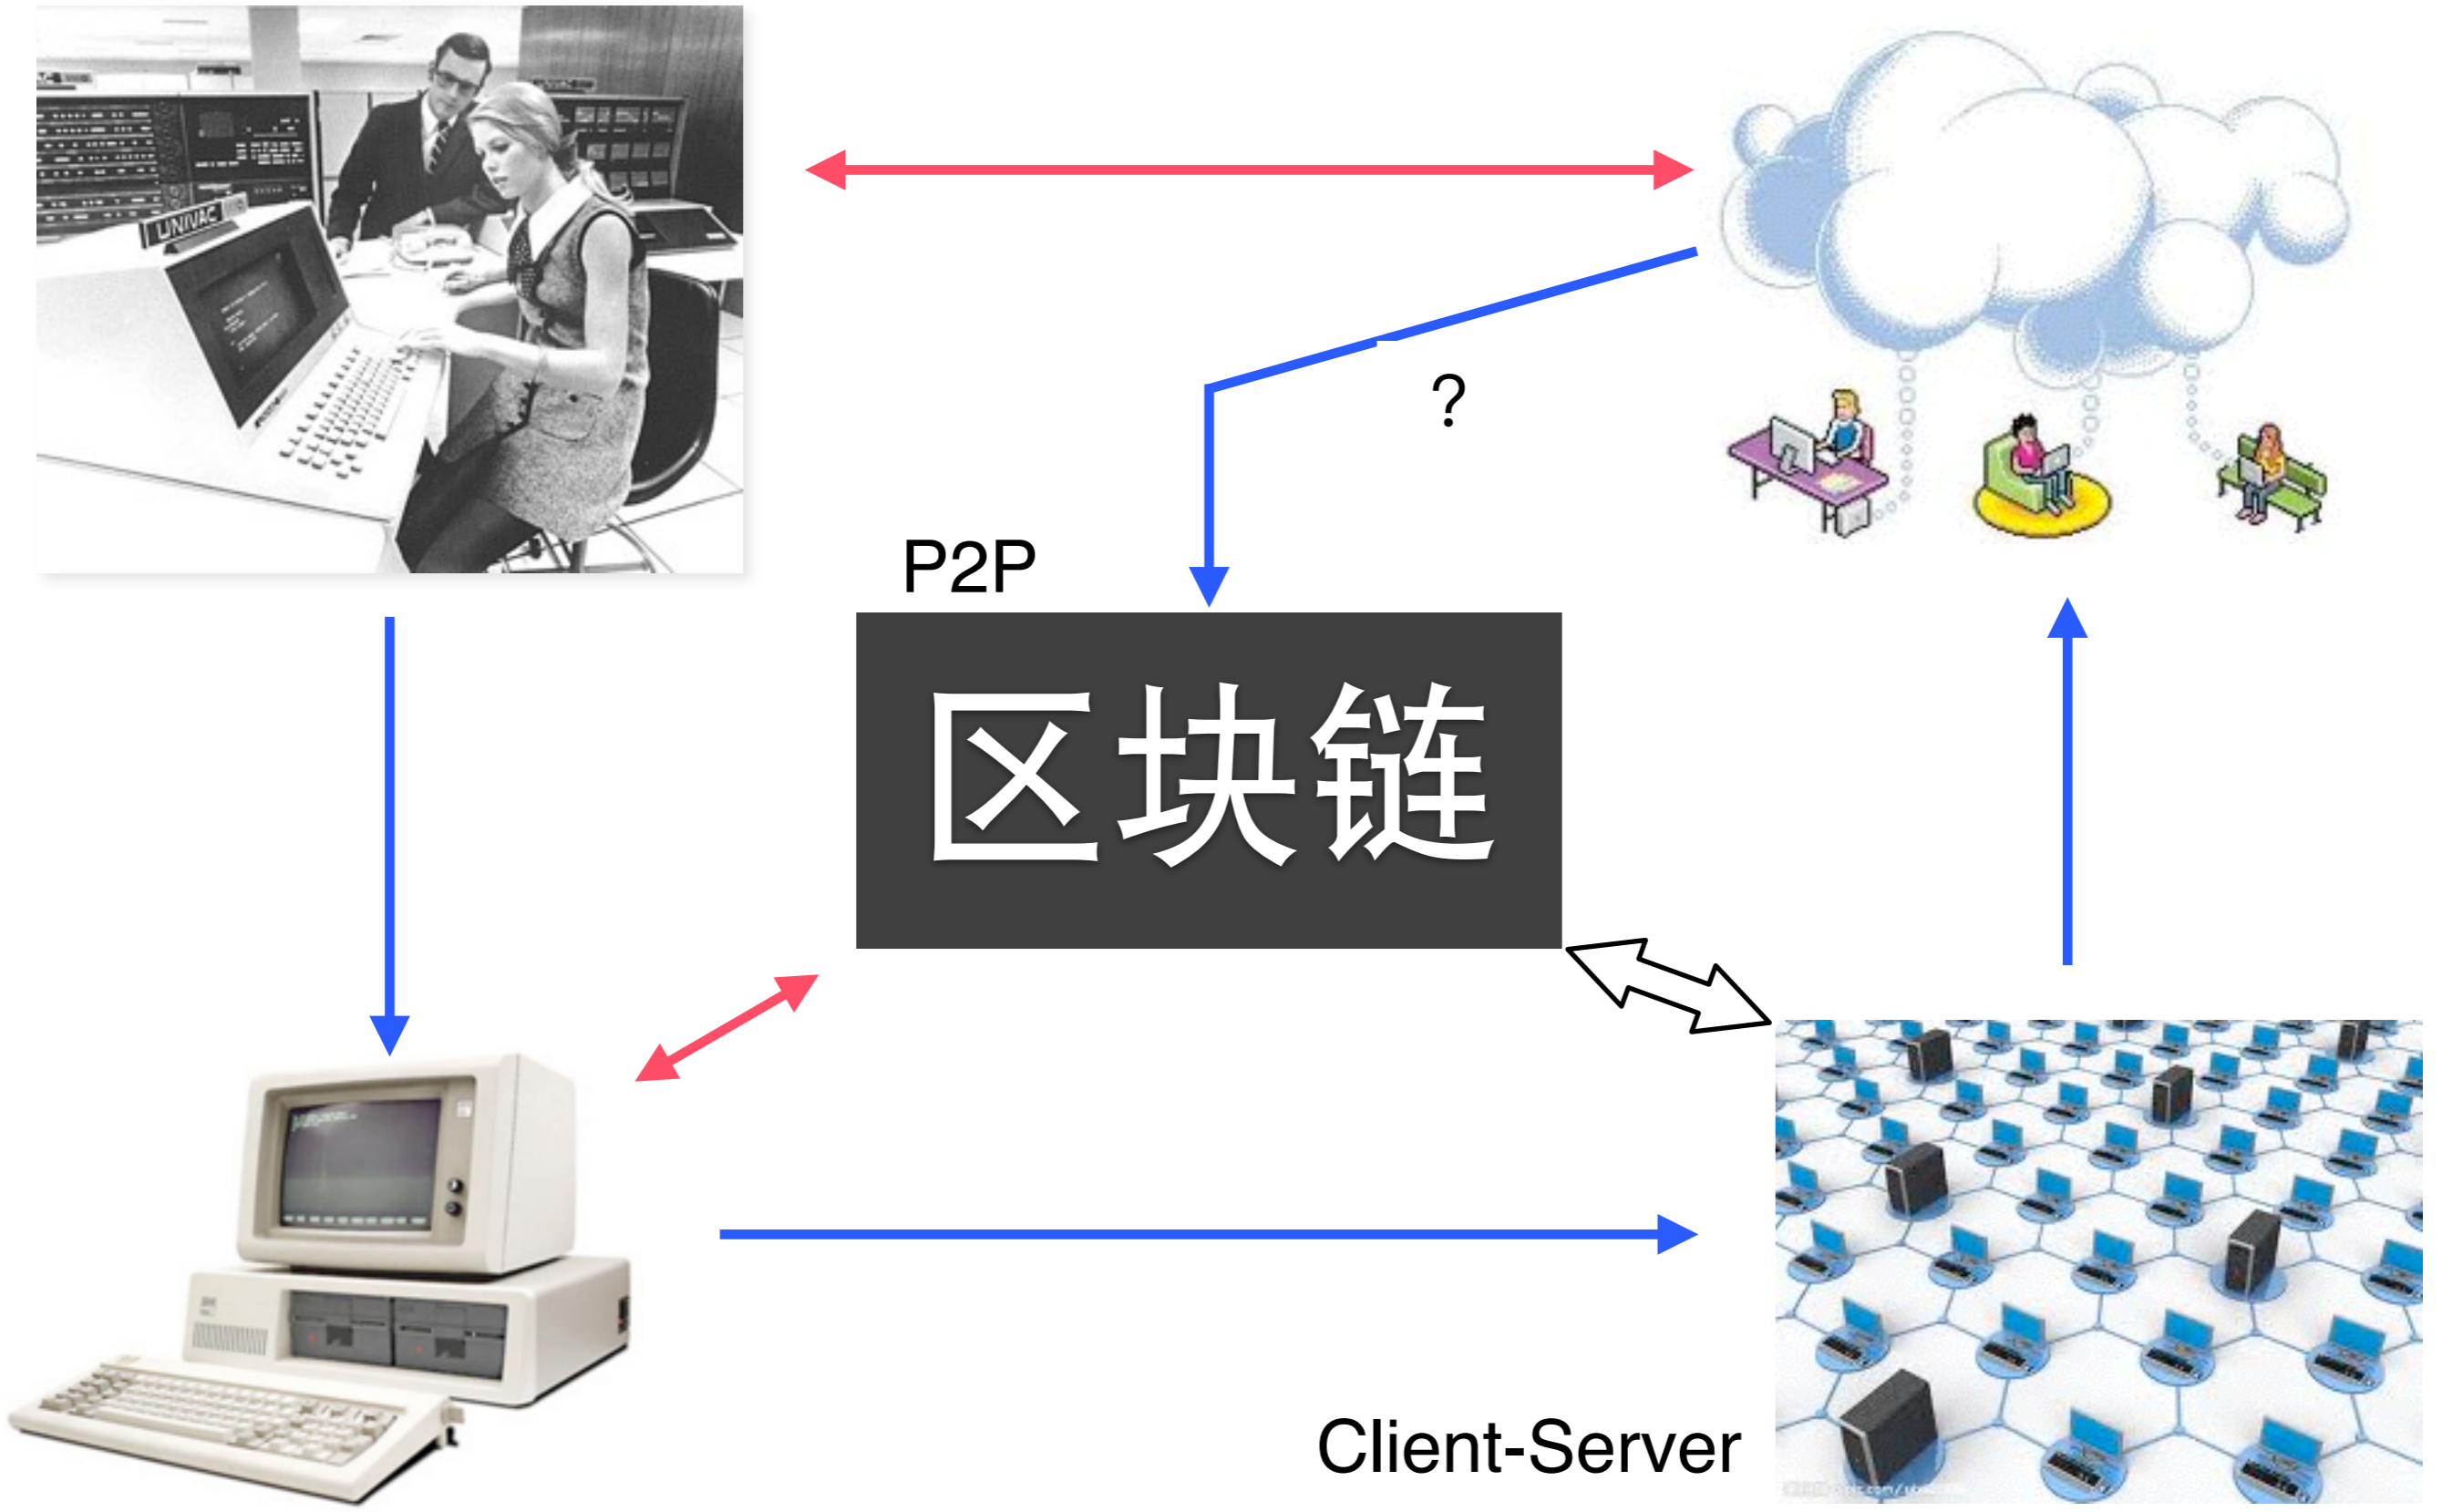 UNIVAC
?
P2P
区块链
Client-Server